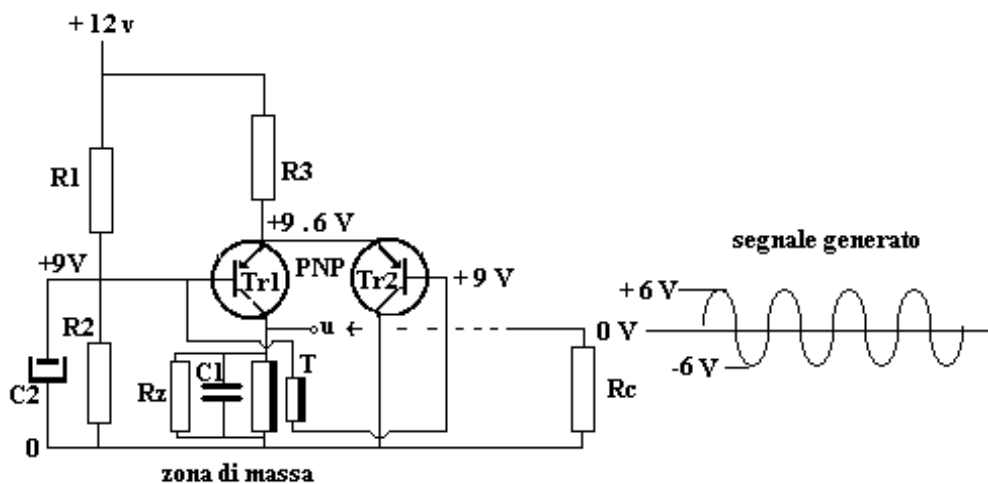 + 12 v
R1
R3
+9 . 6 V
segnale generato
+9V
PNP
Tr1
Tr2
+ 9 V
+ 6 V
R2
u
0 V
C2
Rz
C1
T
Rc
-6 V
0
zona di massa